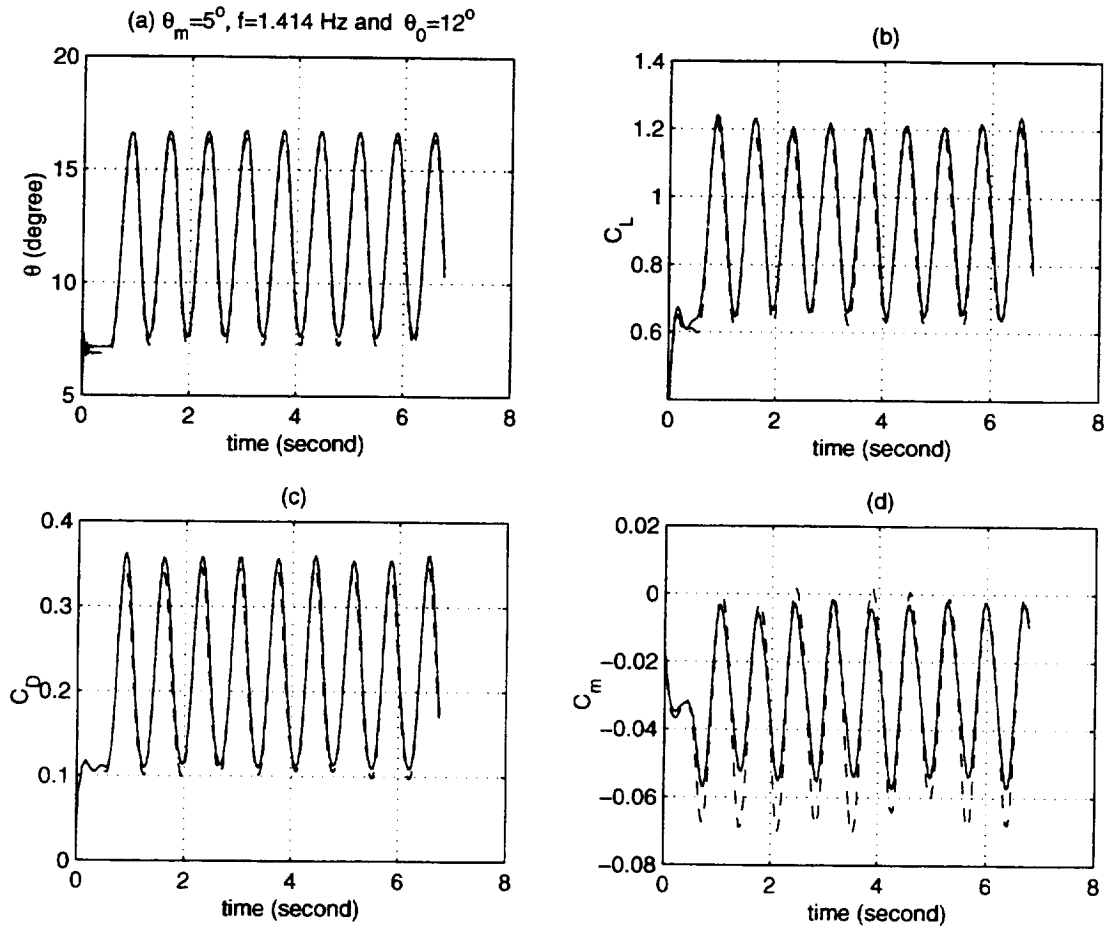 (a) θm=5°, f=1.414 Hz and θ0=12°
20
15
10
5
θ (degree)
0 2 4 6 8
time (second)
(b)
1.4
1.2
1
0.8
0.6
CL
0 2 4 6 8
time (second)
(c)
0.4
0.3
0.2
0.1
0
CD
0 2 4 6 8
time (second)
(d)
0.02
0
−0.02
−0.04
−0.06
−0.08
Cm
0 2 4 6 8
time (second)